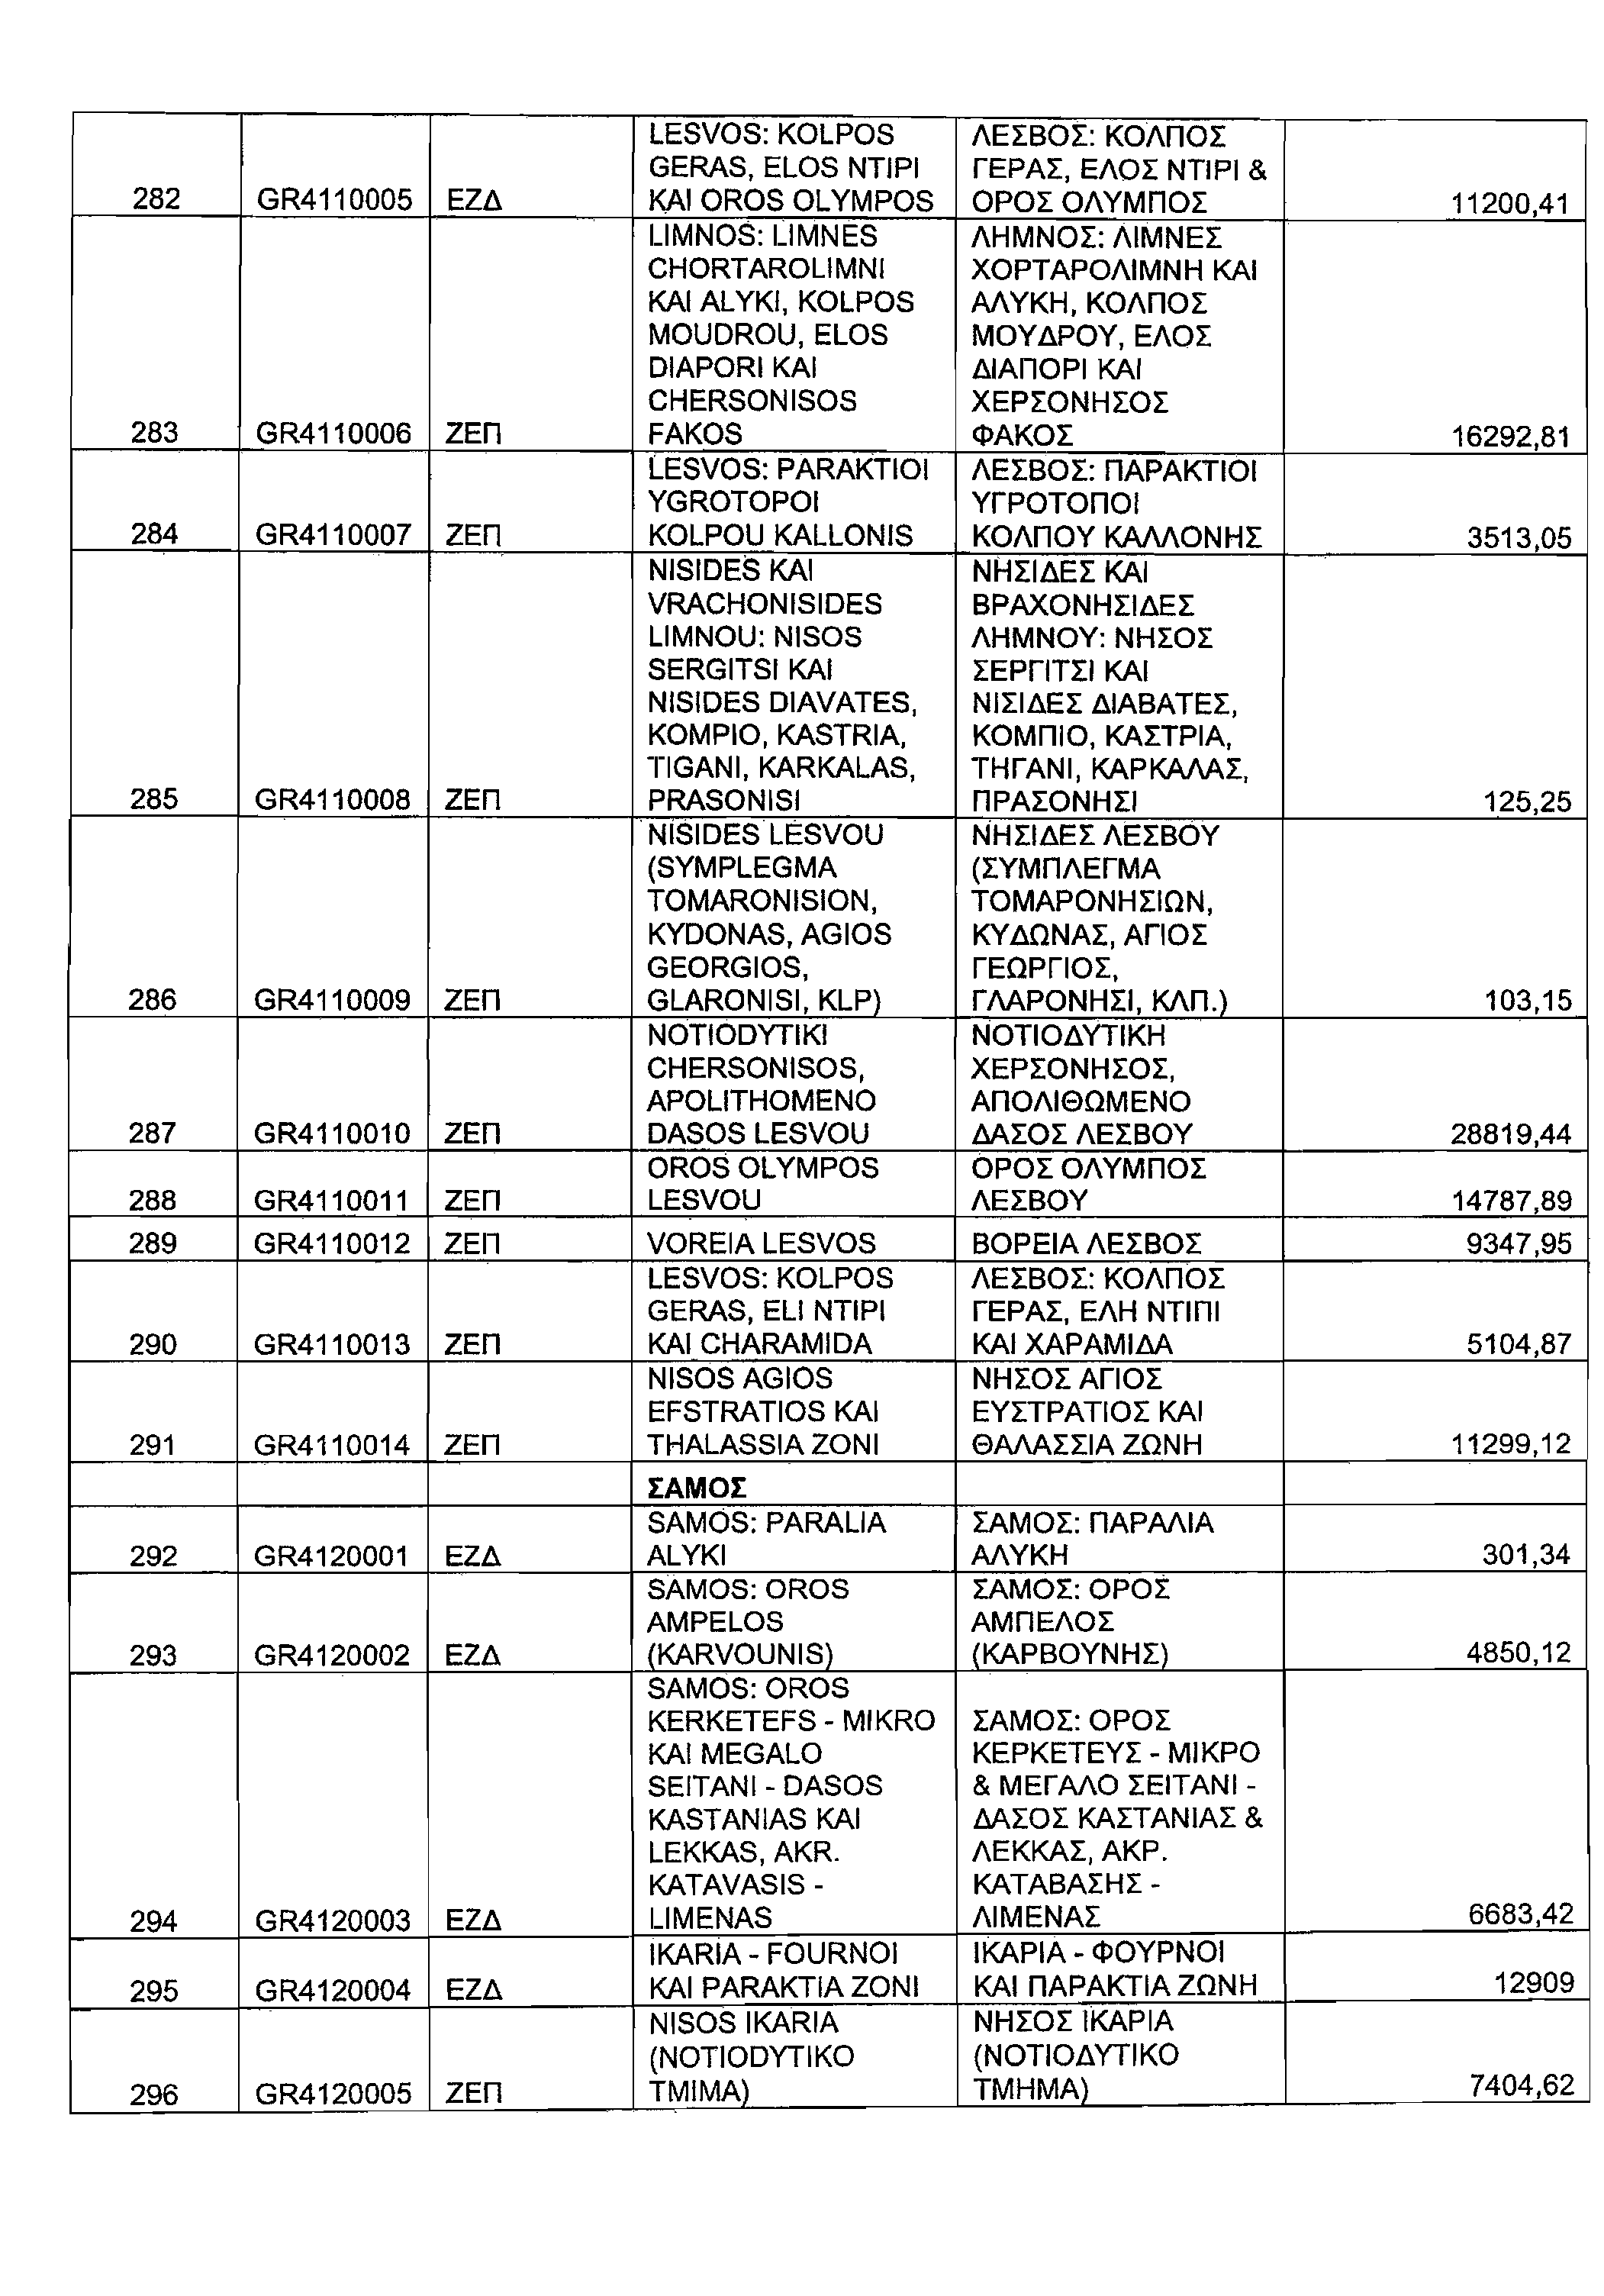 LESVOS: KOLPOS ΛΕΣΒΟΣ: ΚΟΛΠΟΣ
GERAS, ELOS NTIPI ΓΕΡΑΣ, ΕΛΟΣ ΝΤΙΡΙ &
282 GR4110005 ΕΖΔ KAI OROS OLYMPOS ΟΡΟΣ ΟΛΥΜΠΟΣ 11200,41
LIMNOS: LIMNES ΛΗΜΝΟΣ: ΛΙΜΝΕΣ
CHORTAROLIMNI ΧΟΡΤΑΡΟΛΙΜΝΗ ΚΑΙ
KAI ALYKI, KOLPOS ΑΛΥΚΗ, ΚΟΛΠΟΣ
MOUDROU, ELOS ΜΟΥΔΡΟΥ, ΕΛΟΣ
DIAPORI KAI ΔΙΑΠΟΡΙ ΚΑΙ
CHERSONISOS ΧΕΡΣΟΝΗΣΟΣ
283 GR4110006 ΖΕΠ FAKOS ΦΑΚΟΣ 16292,81
LESVOS: PARAKTIOI ΛΕΣΒΟΣ: ΠΑΡΑΚΤΙΟΙ
YGROTOPOI ΥΓΡΟΤΟΠΟΙ
284 GR4110007 ΖΕΠ KOLPOU KALLONIS ΚΟΛΠΟΥ ΚΑΛΛΟΝΗΣ 3513,05
NISIDES KAI ΝΗΣΙΔΕΣ ΚΑΙ
VRACHONISIDES ΒΡΑΧΟΝΗΣΙΔΕΣ
LIMNOU: NISOS ΛΗΜΝΟΥ: ΝΗΣΟΣ
SERGITSI KAI ΣΕΡΓΙΤΣΙ ΚΑΙ
NISIDES DIAVATES, ΝΙΣΙΔΕΣ ΔΙΑΒΑΤΕΣ,
KOMPIO, KASTRIA, ΚΟΜΠΙΟ, ΚΑΣΤΡΙΑ,
TIGANI, KARKALAS, ΤΗΓΑΝΙ, ΚΑΡΚΑΛΑΣ,
285 GR4110008 ΖΕΠ PRASONISI ΠΡΑΣΟΝΗΣΙ 125,25
NISIDES LESVOU ΝΗΣΙΔΕΣ ΛΕΣΒΟΥ
(SYMPLEGMA (ΣΥΜΠΛΕΓΜΑ
TOMARONISION, ΤΟΜΑΡΟΝΗΣΙΩΝ,
KYDONAS, AGIOS ΚΥΔΩΝΑΣ, ΑΓΙΟΣ
GEORGIOS, ΓΕΩΡΓΙΟΣ,
286 GR4110009 ΖΕΠ GLARONISI, KLP) ΓΛΑΡΟΝΗΣΙ, ΚΛΠ.) 103,15
NOTIODYTIKI ΝΟΤΙΟΔΥΤΙΚΗ
CHERSONISOS, ΧΕΡΣΟΝΗΣΟΣ,
APOLITHOMENO ΑΠΟΛΙΘΩΜΕΝΟ
287 GR4110010 ΖΕΠ DASOS LESVOU ΔΑΣΟΣ ΛΕΣΒΟΥ 28819,44
OROS OLYMPOS ΟΡΟΣ ΟΛΥΜΠΟΣ
288 GR4110011 ΖΕΠ LESVOU ΛΕΣΒΟΥ 14787,89
289 GR4110012 ΖΕΠ VOREIA LESVOS ΒΟΡΕΙΑ ΛΕΣΒΟΣ 9347,95
LESVOS: KOLPOS ΛΕΣΒΟΣ: ΚΟΛΠΟΣ
GERAS, ELI NTIPI ΓΕΡΑΣ, ΕΛΗ ΝΤΙΠΙ
290 GR4110013 ΖΕΠ KAI CHARAMIDA ΚΑΙ ΧΑΡΑΜΙΔΑ 5104,87
NISOS AGIOS ΝΗΣΟΣ ΑΓΙΟΣ
EFSTRATIOS KAI ΕΥΣΤΡΑΤΙΟΣ ΚΑΙ
291 GR4110014 ΖΕΠ THALASSIA ZONI ΘΑΛΑΣΣΙΑ ΖΩΝΗ 11299,12
ΣΑΜΟΣ
SAMOS: PARALIA ΣΑΜΟΣ: ΠΑΡΑΛΙΑ
292 GR4120001 ΕΖΔ ALYKI ΑΛΥΚΗ 301,34
SAMOS: OROS ΣΑΜΟΣ: ΟΡΟΣ
AMPELOS ΑΜΠΕΛΟΣ
293 GR4120002 ΕΖΔ (KARVOUNIS) (ΚΑΡΒΟΥΝΗΣ) 4850,12
SAMOS: OROS
KERKETEFS - MIKRO ΣΑΜΟΣ: ΟΡΟΣ
KAI MEGALO ΚΕΡΚΕΤΕΥΣ - ΜΙΚΡΟ
SEITANI - DASOS & ΜΕΓΑΛΟ ΣΕΙΤΑΝΙ -
KASTANIAS KAI ΔΑΣΟΣ ΚΑΣΤΑΝΙΑΣ &
LEKKAS, AKR. ΛΕΚΚΑΣ, ΑΚΡ.
KATAVASIS - ΚΑΤΑΒΑΣΗΣ -
294 GR4120003 ΕΖΔ LIMENAS ΛΙΜΕΝΑΣ 6683,42
IKARIA - FOURNOI ΙΚΑΡΙΑ - ΦΟΥΡΝΟΙ
295 GR4120004 ΕΖΔ KAI PARAKTIA ZONI ΚΑΙ ΠΑΡΑΚΤΙΑ ΖΩΝΗ 12909
NISOS IKARIA ΝΗΣΟΣ ΙΚΑΡΙΑ
(NOTIODYTIKO (ΝΟΤΙΟΔΥΤΙΚΟ
296 GR4120005 ΖΕΠ TMIMA) ΤΜΗΜΑ) 7404,62